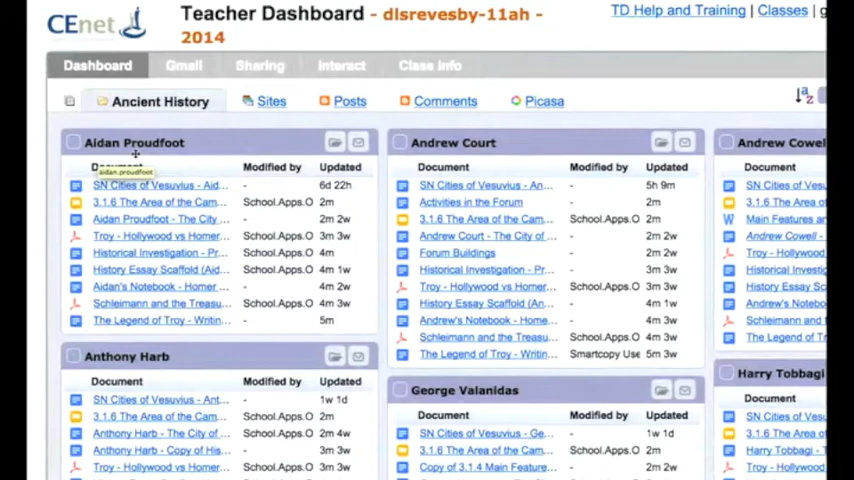 CEnet
Teacher Dashboard - dlsrevesby-11ah -
2014
TD Help and Training | Classes | g
Dashboard Gmail Sharing Interact Class info
Ancient History Sites Posts Comments Picasa
Aidan Proudfoot
aidan.proudfoot
Document Modified by Updated
SN Cities of Vesuvius - Aid... - 6d 22h
3.1.6 The Area of the Cam... School.Apps.O 2m
Aidan Proudfoot - The City ... - 2m 2w
Troy - Hollywood vs Homer... School.Apps.O 3m 3w
Historical Investigation - Pr... School.Apps.O 4m
History Essay Scaffold (Aid... School.Apps.O 4m 1w
Aidan's Notebook - Homer ... - 4m 2w
Schleimann and the Treasu... School.Apps.O 4m 3w
The Legend of Troy - Writin... - 5m
Anthony Harb
Document Modified by Updated
SN Cities of Vesuvius - Ant... - 1w 1d
3.1.6 The Area of the Cam... School.Apps.O 2m
Anthony Harb - The City of ... - 2m 4w
Anthony Harb - Copy of His... - 3m 3w
Troy - Hollywood vs Homer... School.Apps.O 3m 3w
Andrew Court
Document Modified by Updated
SN Cities of Vesuvius - An... - 5h 9m
Activities in the Forum - 2m
3.1.6 The Area of the Cam... School.Apps.O 2m
Andrew Court - The City of ... - 2m 2w
Forum Buildings - 2m 2w
Historical Investigation - Pr... - 3m 3w
Troy - Hollywood vs Homer... School.Apps.O 3m 3w
History Essay Scaffold (An... - 4m 1w
Andrew's Notebook - Home... - 4m 3w
Schleimann and the Treasu... School.Apps.O 4m 3w
The Legend of Troy - Writin... Smartcopy Use 5m 3w
George Valanidas
Document Modified by Updated
SN Cities of Vesuvius - Ge... - 1w 1d
3.1.6 The Area of the Cam... School.Apps.O 2m
Copy of 3.1.4 Main Feature... - 2m 2w
Troy - Hollywood vs Homer... School.Apps.O 3m 3w
Andrew Cowel
Document
SN Cities of Vesu
3.1.6 The Area of
Main Features an
Andrew Cowell -
Troy - Hollywood
Historical Investi
History Essay Sc
Andrew's Notebo
Schleimann and
The Legend of T
Harry Tobbagi
Document
SN Cities of Vesu
3.1.6 The Area of
Harry Tobbagi - T
Troy - Hollywood